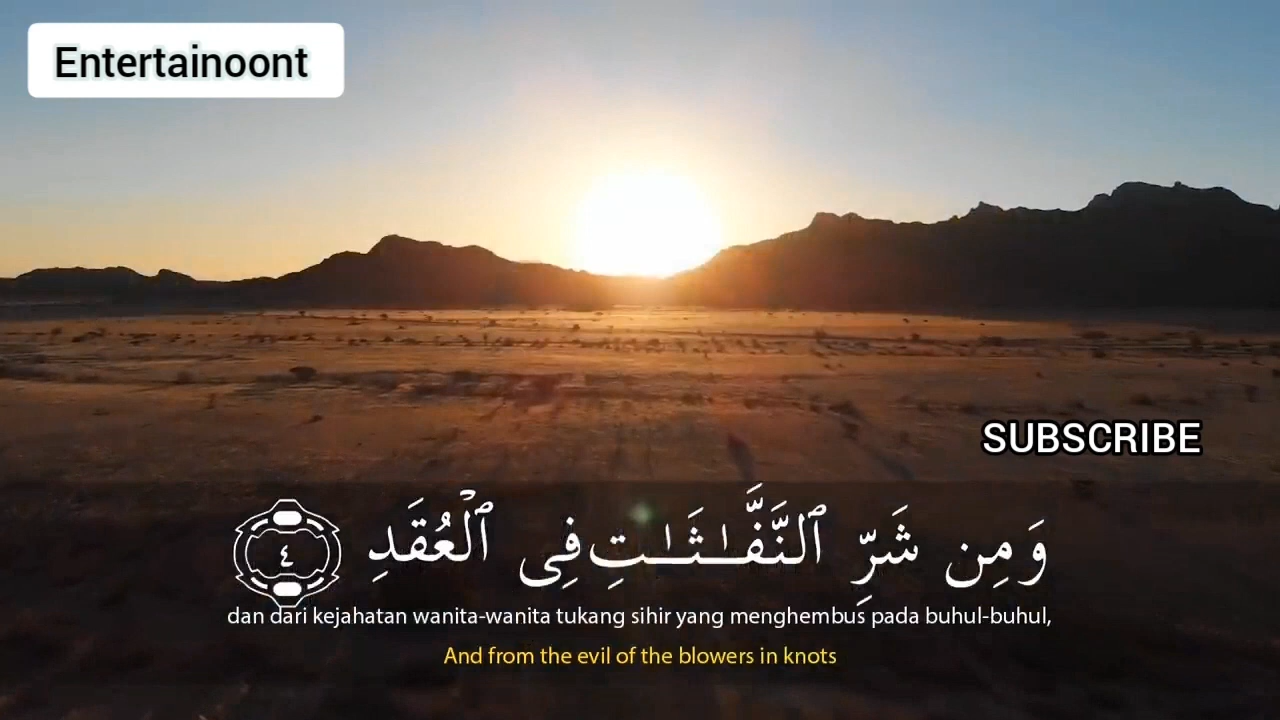 Entertainoont
SUBSCRIBE
وَمِن شَرِّ ٱلنَّفَّـٰثَـٰتِ فِى ٱلْعُقَدِ ٤
dan dari kejahatan wanita-wanita tukang sihir yang menghembus pada buhul-buhul,
And from the evil of the blowers in knots